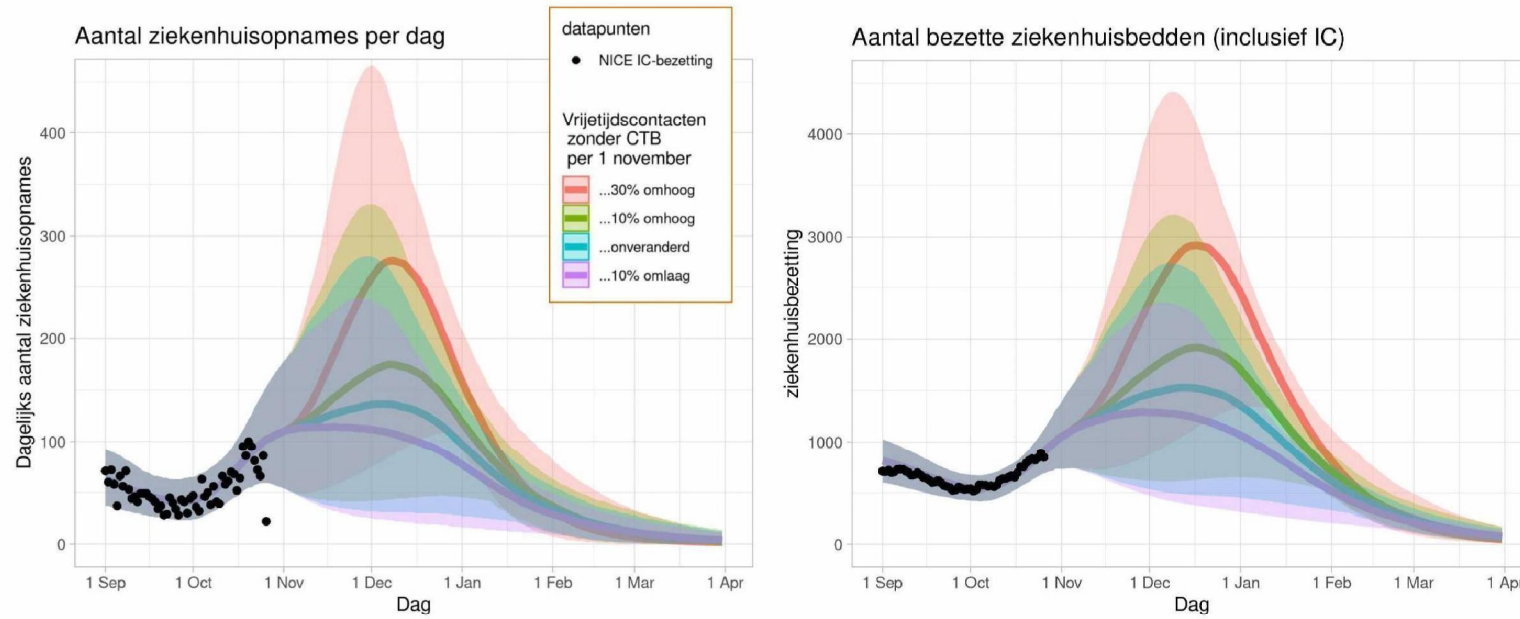 Aantal ziekenhuisopnames per dag
Dagelijks aantal ziekenhuisopnames
400
300
200
100
0
1 Sep
1 Oct
1 Nov
1 Dec
1 Jan
1 Feb
1 Mar
1 Apr
Dag
datapunten
NICE IC-bezetting
Vrijetijdscontacten
zonder CTB
per 1 november
...30% omhoog
...10% omhoog
...onveranderd
...10% omlaag
Aantal bezette ziekenhuisbedden (inclusief IC)
ziekenhuisbezetting
4000
3000
2000
1000
0
1 Sep
1 Oct
1 Nov
1 Dec
1 Jan
1 Feb
1 Mar
1 Apr
Dag